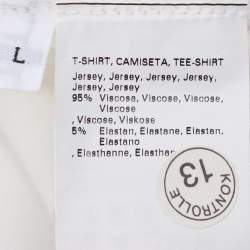 L
T-SHIRT, CAMISETA, TEE-SHIRT
Jersey, Jersey, Jersey, Jersey,
Jersey, Jersey
95% Viscosa, Viscose, Viscose,
Viscose
, Viscose, Viskose
5% Elastan, Elastane, Elastan,
Elastano
, Elasthanne, Elasthan
KONTROLLE
13